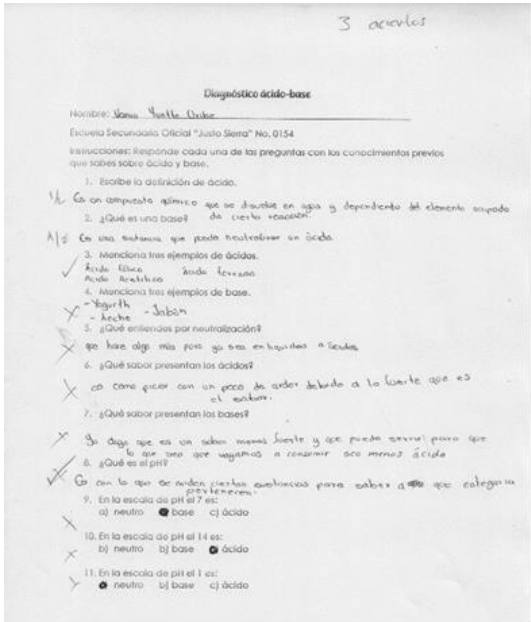 3 aciertos
Diagnóstico ácido-base
Nombre: Vania Yvette Uribe
Escuela Secundaria Oficial "Justo Sierra" No. 0154
Instrucciones: Responde cada una de las preguntas con los conocimientos previos
que sabes sobre ácido y base.
1. Escribe la definición de ácido.
Es un compuesto químico que se disuelve en agua y dependiendo del elemento ocupado
2. ¿Qué es una base? da cierta reacción.
Es una sustancia que puede neutralizar un ácido.
3. Menciona tres ejemplos de ácidos.
Ácido fólico Ácido ferroso
Ácido
4. Menciona tres ejemplos de base.
- Yogurth
- Leche - Jabón
5. ¿Qué entiendes por neutralización?
que hace algo más puro ya sea en líquidos o ácidos
6. ¿Qué sabor presentan los ácidos?
es como picor con un poco de ardor debido a lo fuerte que es
el sabor.
7. ¿Qué sabor presentan las bases?
Yo digo que es un sabor menos fuerte y que puede servir para que
lo que sea que vayamos a consumir sea menos ácido
8. ¿Qué es el pH?
Es con lo que se miden ciertas sustancias para saber a que categoria
pertenecen.
9. En la escala de pH el 7 es:
a) neutro base c) ácido
10. En la escala de pH el 14 es:
b) neutro b) base ácido
11. En la escala de pH el 1 es:
neutro b) base c) ácido